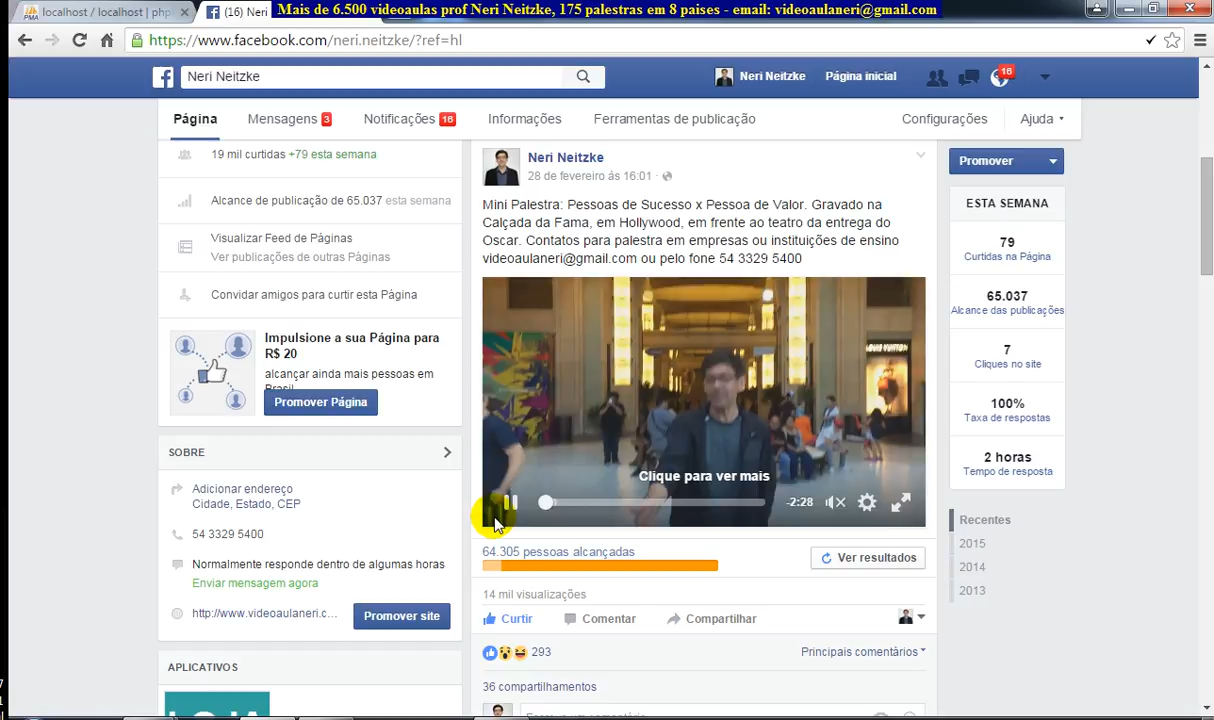 localhost / localhost | php
(16) Neri
Mais de 6.500 videoaulas prof Neri Neitzke, 175 palestras em 8 paises - email: videoaulaneri@gmail.com
https://www.facebook.com/neri.neitzke/?ref=hl
Neri Neitzke
Neri Neitzke
Página inicial
16
Página
Mensagens 3
Notificações 16
Informações
Ferramentas de publicação
Configurações
Ajuda
19 mil curtidas +79 esta semana
Alcance de publicação de 65.037 esta semana
Visualizar Feed de Páginas
Ver publicações de outras Páginas
Convidar amigos para curtir esta Página
Impulsione a sua Página para
R$ 20
alcançar ainda mais pessoas em
Brasil
Promover Página
SOBRE
Adicionar endereço
Cidade, Estado, CEP
54 3329 5400
Normalmente responde dentro de algumas horas
Enviar mensagem agora
http://www.videoaulaneri.c...
Promover site
APLICATIVOS
LOJA
Neri Neitzke
28 de fevereiro às 16:01
Mini Palestra: Pessoas de Sucesso x Pessoa de Valor. Gravado na
Calçada da Fama, em Hollywood, em frente ao teatro da entrega do
Oscar. Contatos para palestra em empresas ou instituições de ensino
videoaulaneri@gmail.com ou pelo fone 54 3329 5400
LOUIS VUITTON
Clique para ver mais
-2:28
64.305 pessoas alcançadas
Ver resultados
14 mil visualizações
Curtir
Comentar
Compartilhar
293
Principais comentários
36 compartilhamentos
Escreva um comentário
Promover
ESTA SEMANA
79
Curtidas na Página
65.037
Alcance das publicações
7
Cliques no site
100%
Taxa de respostas
2 horas
Tempo de resposta
Recentes
2015
2014
2013